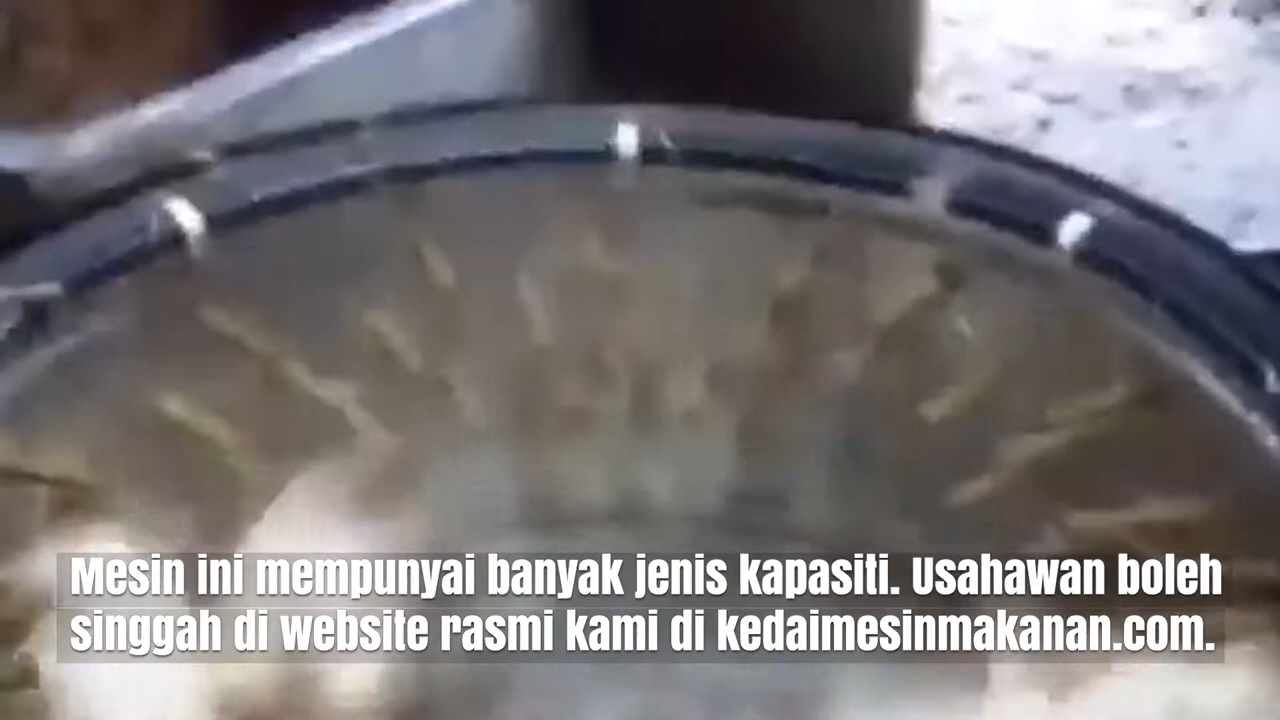 Mesin ini mempunyai banyak jenis kapasiti. Usahawan boleh
singgah di website rasmi kami di kedaimesinmakanan.com.